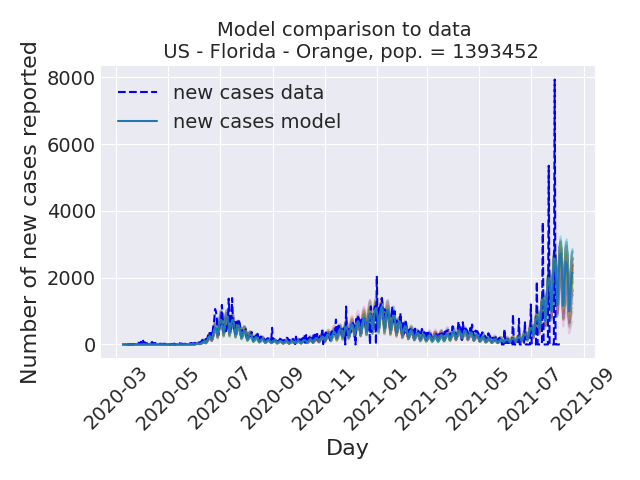 Model comparison to data
US - Florida - Orange, pop. = 1393452
Number of new cases reported
8000
6000
4000
2000
0
new cases data
new cases model
2020-03
2020-05
2020-07
2020-09
2020-11
2021-01
2021-03
2021-05
2021-07
2021-09
Day